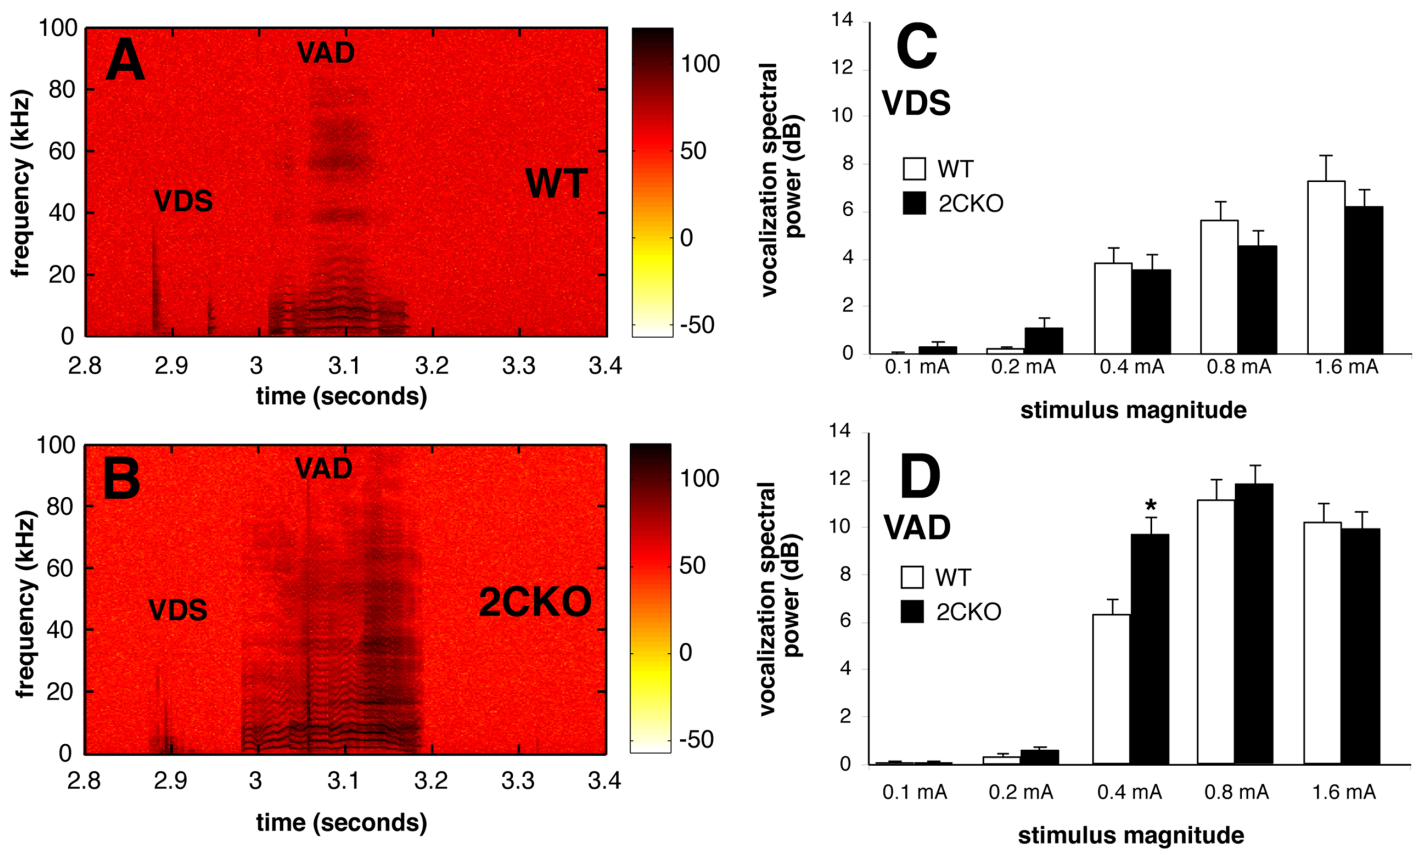 A
VAD
VDS
WT
frequency (kHz)
100
80
60
40
20
0
2.8
2.9
3
3.1
3.2
3.3
3.4
time (seconds)
100
50
0
-50
B
VAD
VDS
2CKO
frequency (kHz)
100
80
60
40
20
0
2.8
2.9
3
3.1
3.2
3.3
3.4
time (seconds)
100
50
0
-50
C
VDS
WT
2CKO
vocalization spectral
power (dB)
14
12
10
8
6
4
2
0
0.1 mA
0.2 mA
0.4 mA
0.8 mA
1.6 mA
stimulus magnitude
D
VAD
WT
2CKO
*
vocalization spectral
power (dB)
14
12
10
8
6
4
2
0
0.1 mA
0.2 mA
0.4 mA
0.8 mA
1.6 mA
stimulus magnitude